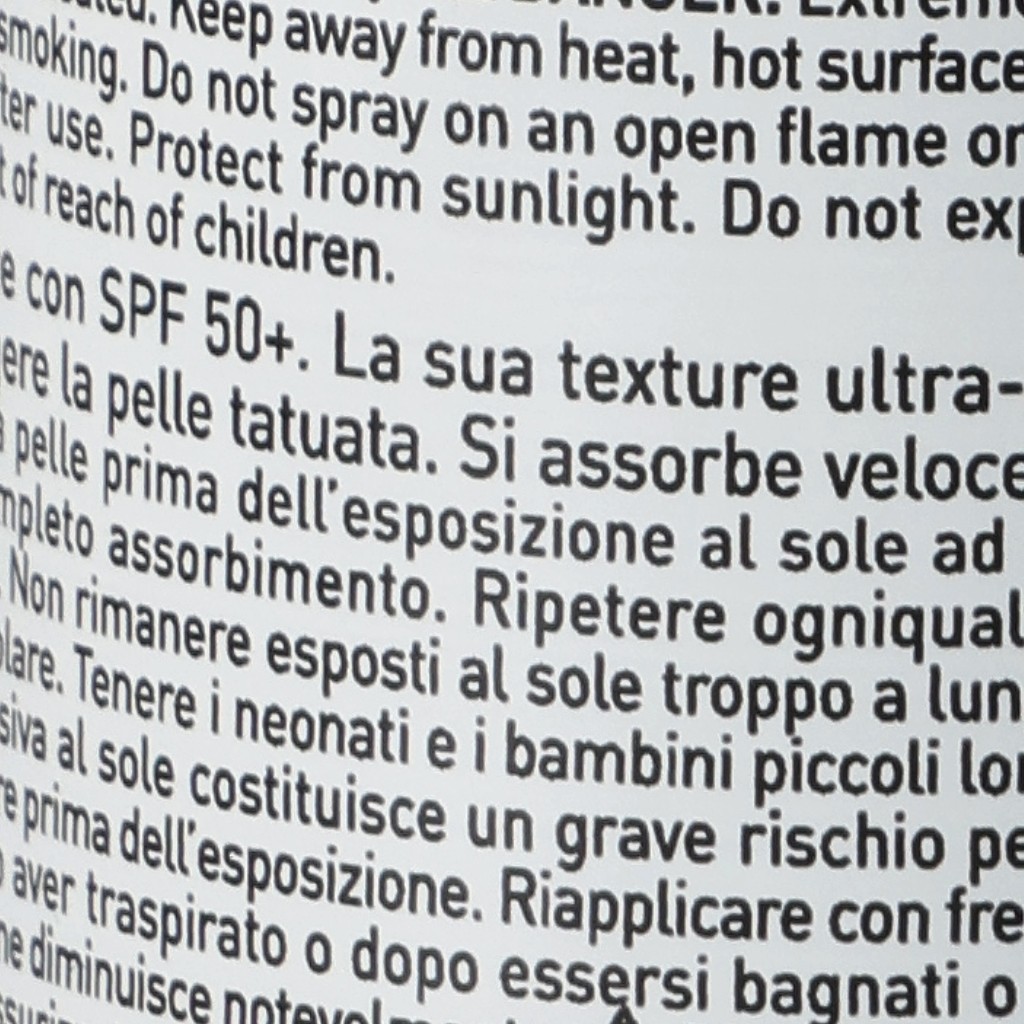 Keep away from heat, hot surface
smoking. Do not spray on an open flame or
ter use. Protect from sunlight. Do not exp
of reach of children.
e con SPF 50+. La sua texture ultra-
ere la pelle tatuata. Si assorbe veloce
pelle prima dell'esposizione al sole ad
mpleto assorbimento. Ripetere ogniqual
Non rimanere esposti al sole troppo a lun
lare. Tenere i neonati e i bambini piccoli lo
siva al sole costituisce un grave rischio pe
re prima dell'esposizione. Riapplicare con fre
aver traspirato o dopo essersi bagnati o
ne diminuisce